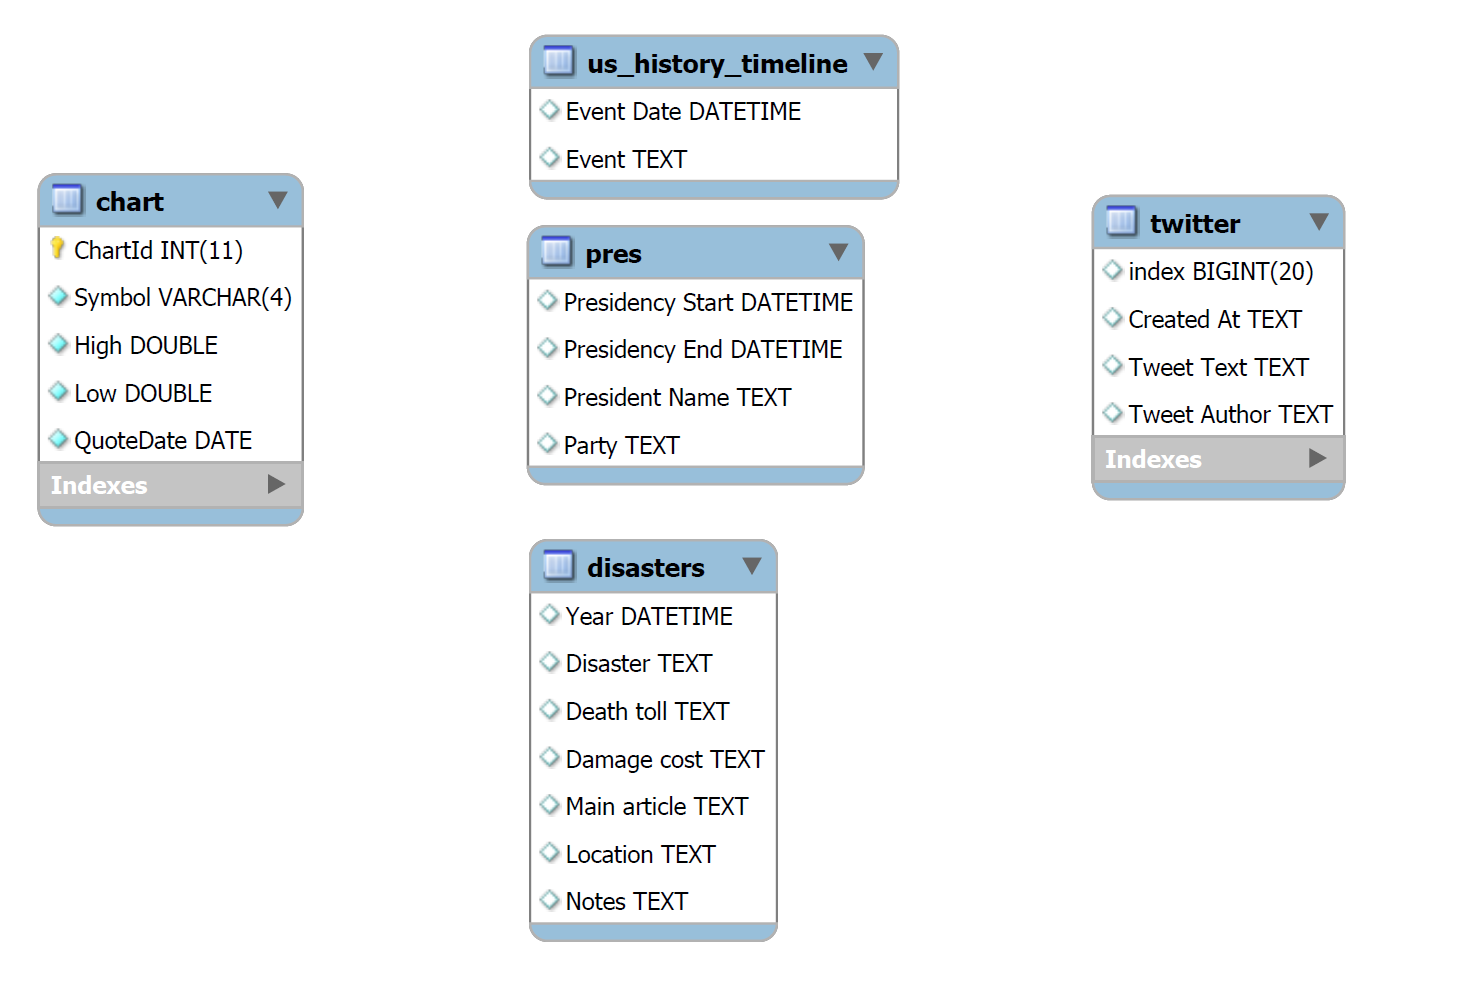 us_history_timeline
Event Date DATETIME
Event TEXT
chart
ChartId INT(11)
Symbol VARCHAR(4)
High DOUBLE
Low DOUBLE
QuoteDate DATE
Indexes
pres
Presidency Start DATETIME
Presidency End DATETIME
President Name TEXT
Party TEXT
twitter
index BIGINT(20)
Created At TEXT
Tweet Text TEXT
Tweet Author TEXT
Indexes
disasters
Year DATETIME
Disaster TEXT
Death toll TEXT
Damage cost TEXT
Main article TEXT
Location TEXT
Notes TEXT